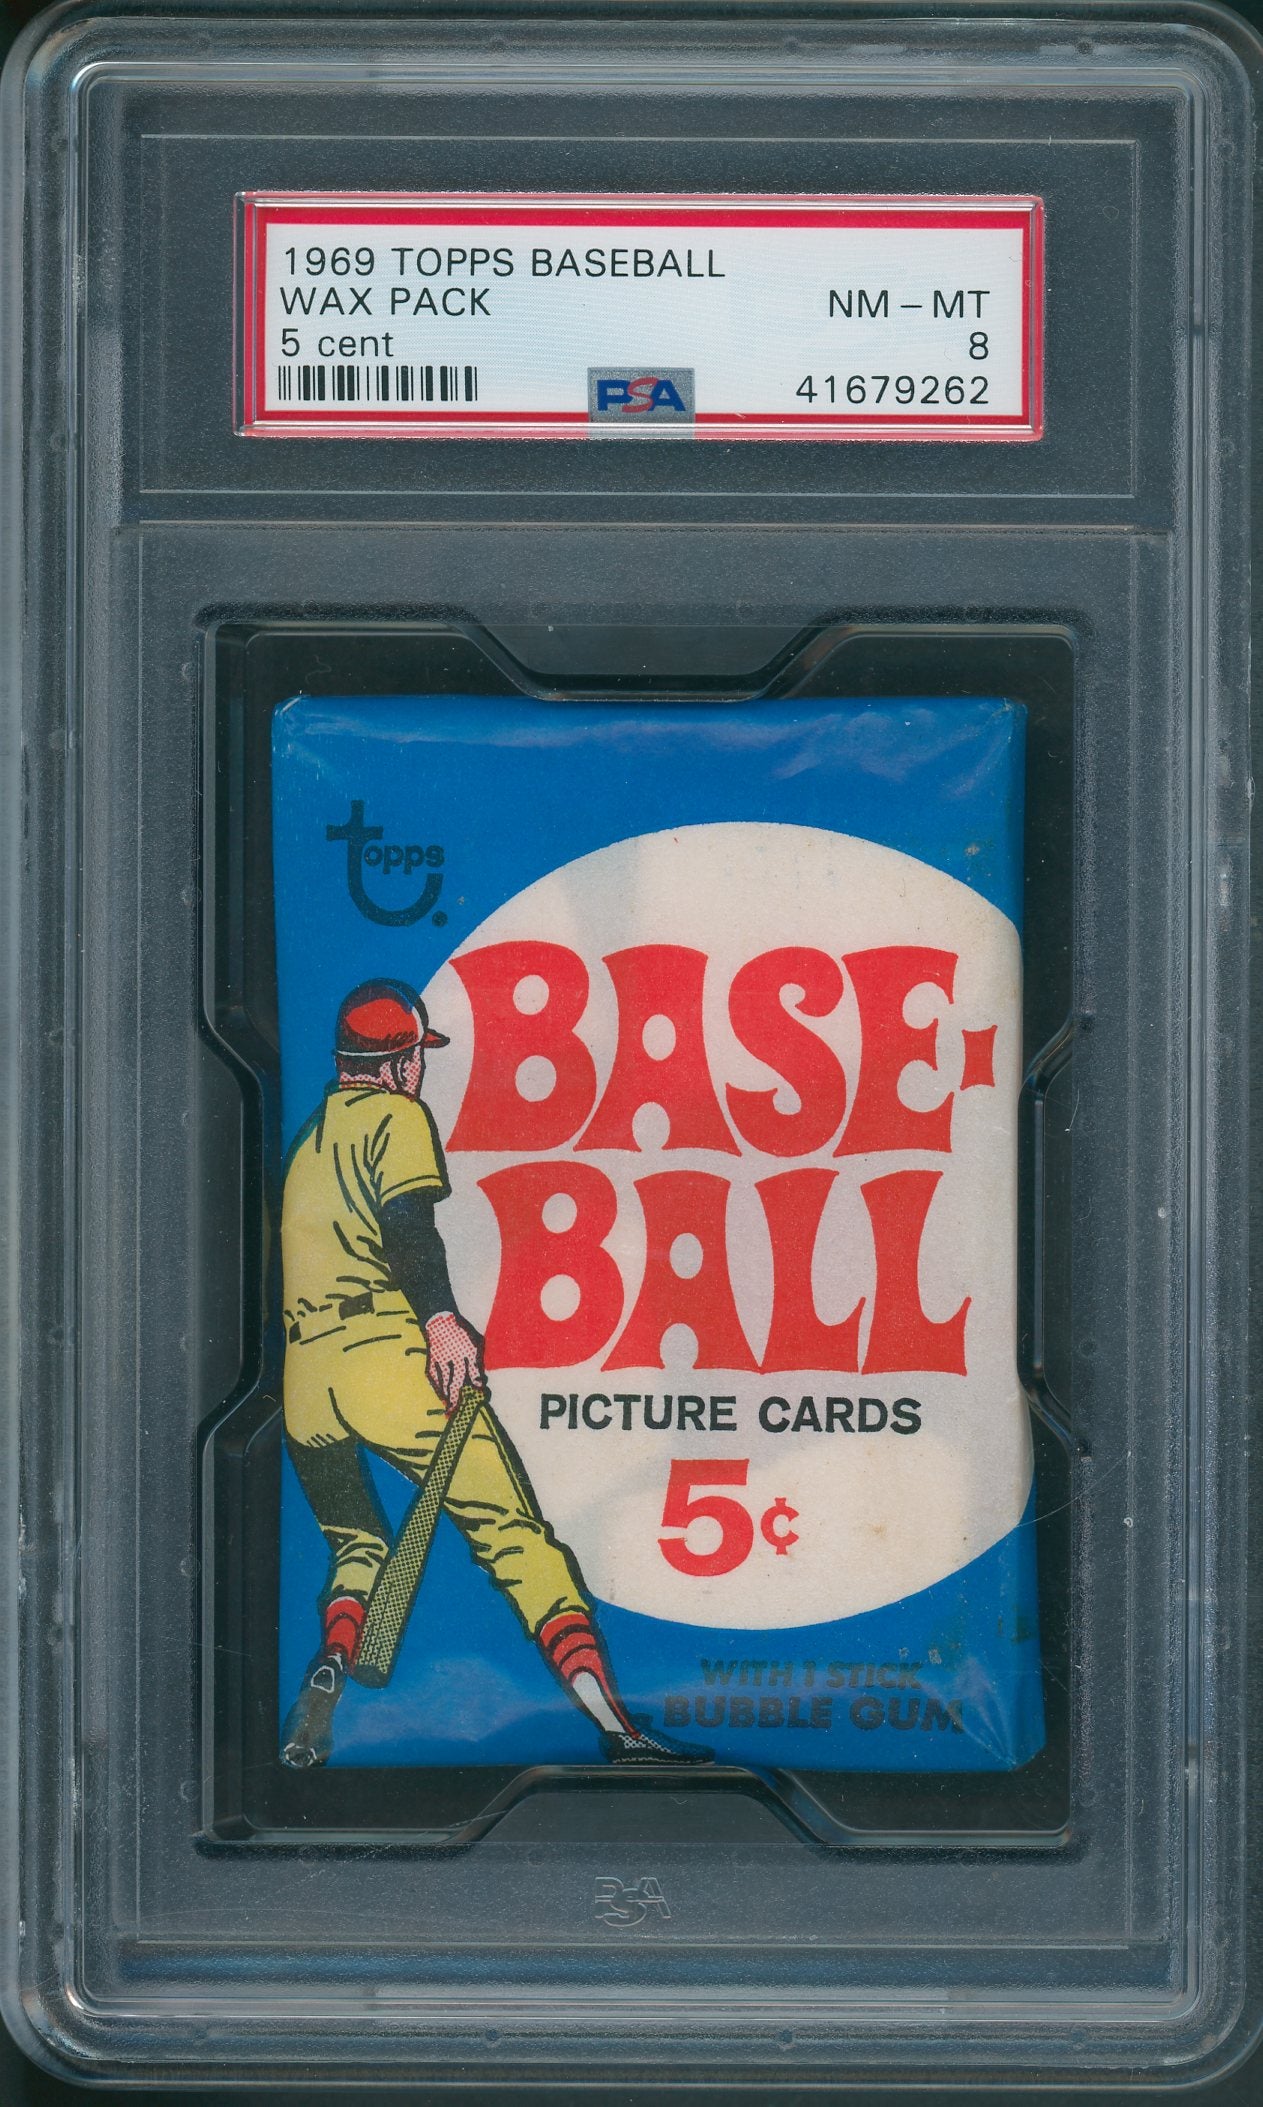 1969 TOPPS BASEBALL
WAX PACK
NM - MT
5 cent
8
PSA
41679262
topps
BASE-
BALL
PICTURE CARDS
5¢
WITH 1 STICK
BUBBLE GUM
PSA